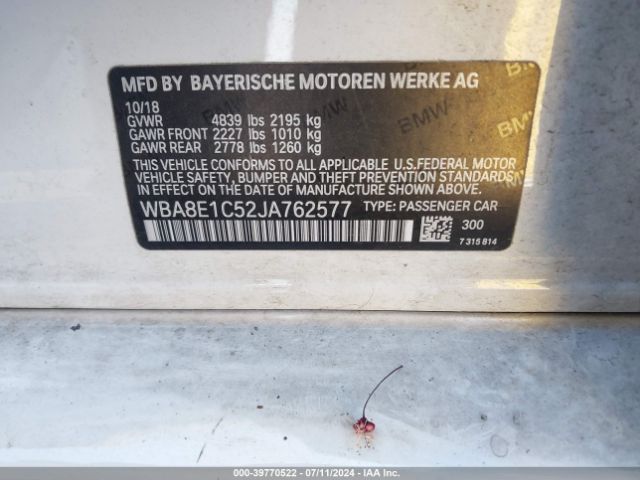 MFD BY BAYERISCHE MOTOREN WERKE AG
10/18
GVWR 4839 lbs 2195 kg
GAWR FRONT 2227 lbs 1010 kg
GAWR REAR 2778 lbs 1260 kg
THIS VEHICLE CONFORMS TO ALL APPLICABLE U.S.FEDERAL MOTOR
VEHICLE SAFETY, BUMPER AND THEFT PREVENTION STANDARDS
IN EFFECT ON THE DATE OF MANUFACTURE SHOWN ABOVE.
WBA8E1C52JA762577 TYPE: PASSENGER CAR
300
7 315 814
BMW
000-39770522 - 07/11/2024 - IAA Inc.